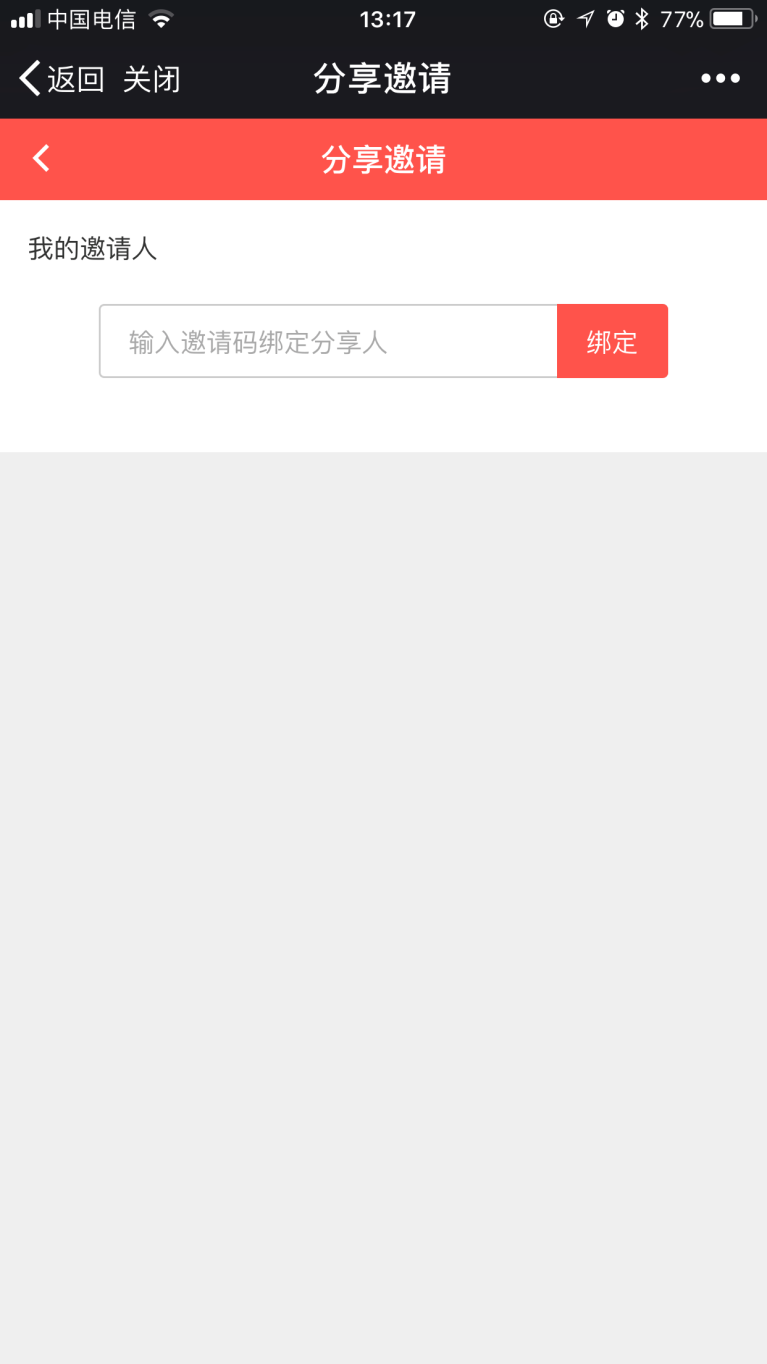 中国电信 13:17 77%
返回 关闭 分享邀请
分享邀请
我的邀请人
输入邀请码绑定分享人 绑定